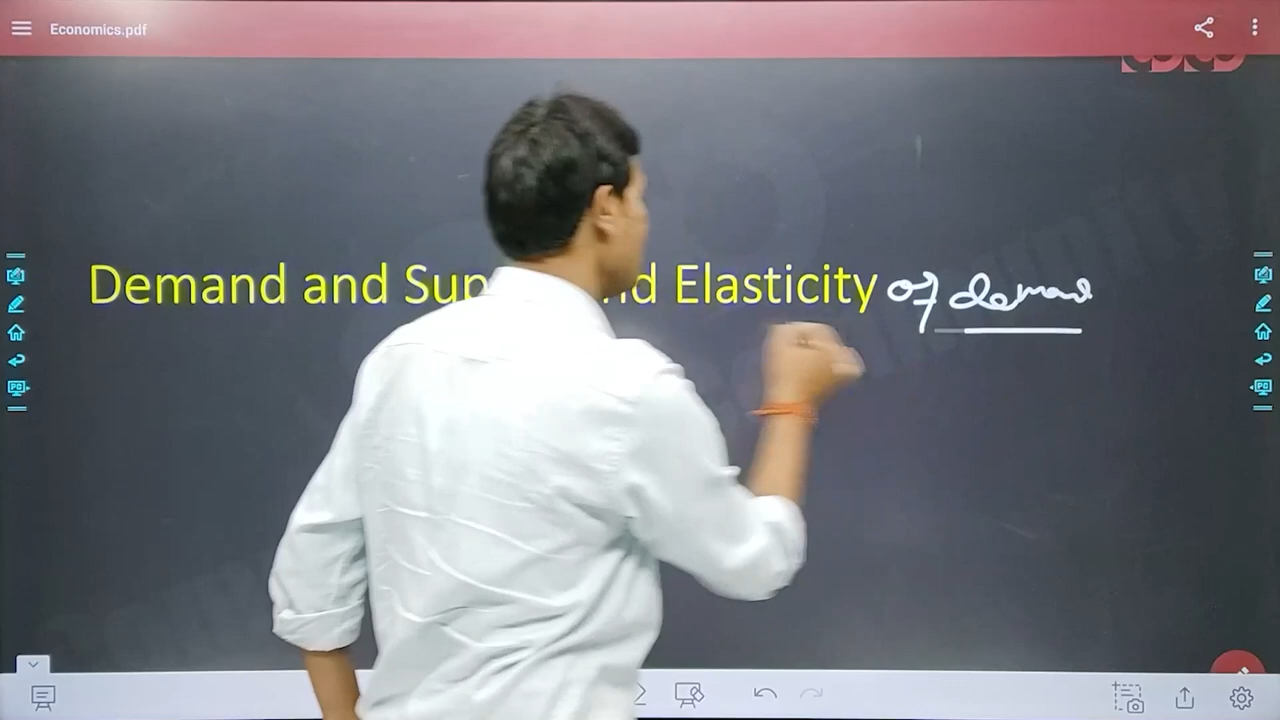 Economics.pdf
Demand and Sup nd Elasticity of demand